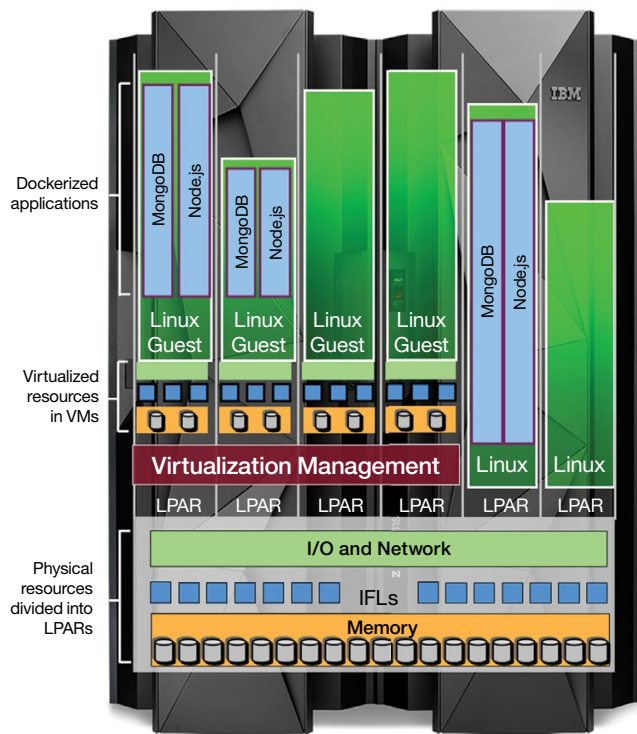 IBM
Dockerized
applications
MongoDB
Node.js
MongoDB
Node.js
MongoDB
Node.js
Linux
Guest
Linux
Guest
Linux
Guest
Linux
Guest
Virtualized
resources
in VMs
Virtualization Management
Linux
Linux
LPAR
LPAR
LPAR
LPAR
LPAR
LPAR
Physical
resources
divided into
LPARs
I/O and Network
IFLs
Memory